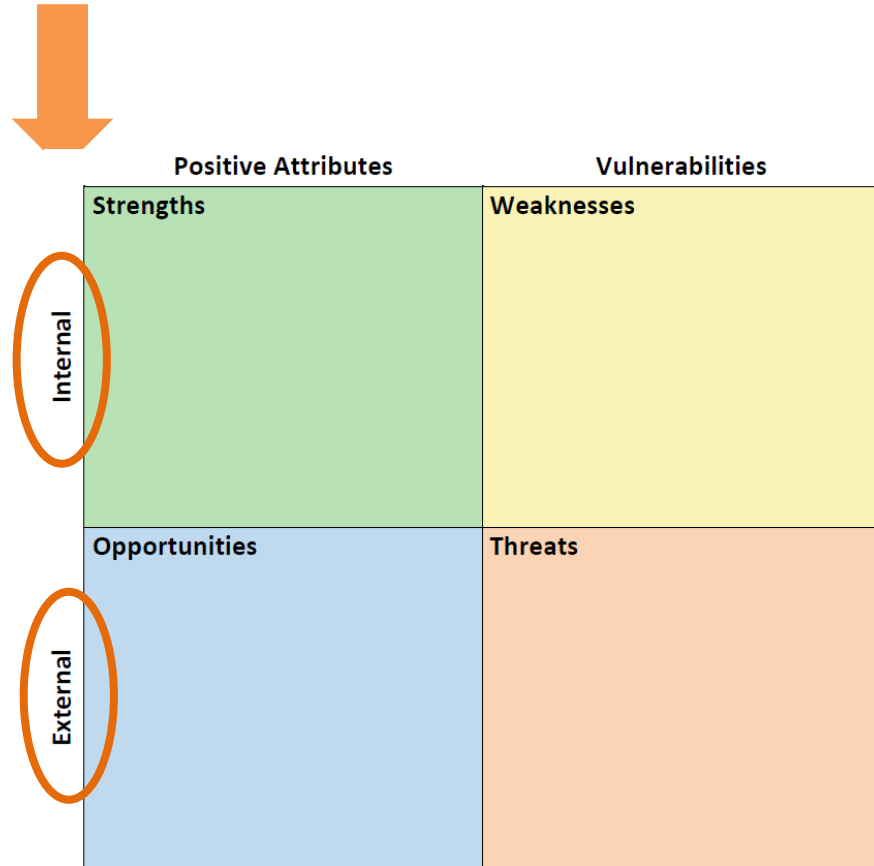 Positive Attributes
Vulnerabilities
Strengths
Weaknesses
Internal
Opportunities
Threats
External